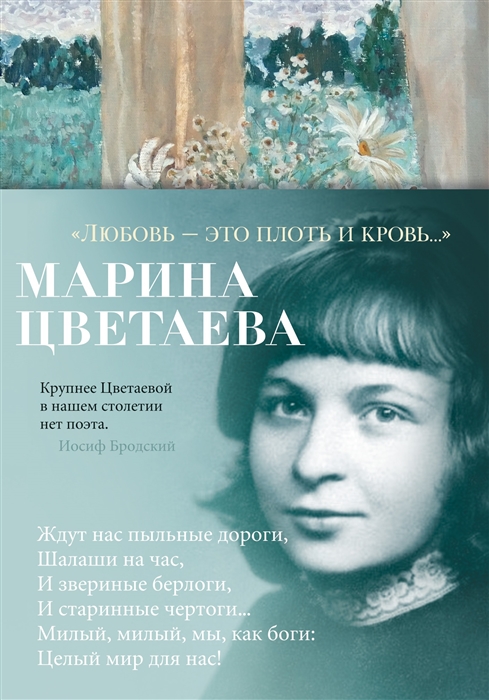 «Любовь — это плоть и кровь...»
МАРИНА
ЦВЕТАЕВА
Крупнее Цветаевой
в нашем столетии
нет поэта.
Иосиф Бродский
Ждут нас пыльные дороги,
Шалаши на час,
И звериные берлоги,
И старинные чертоги...
Милый, милый, мы, как боги:
Целый мир для нас!